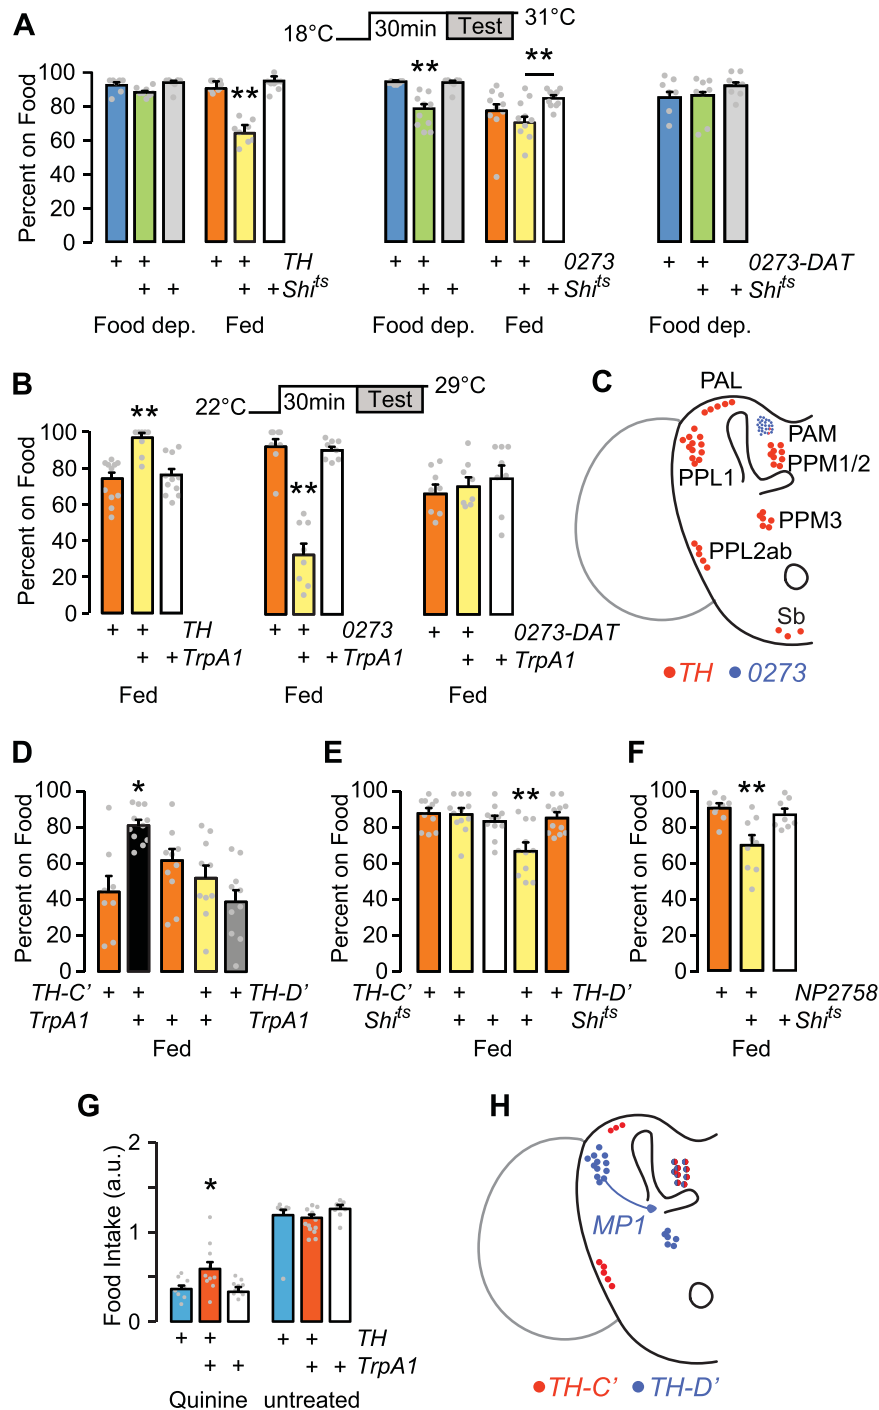 A
18°C 30min Test 31°C
Percent on Food
100
80
60
40
20
0
**
**
**
+ + + + TH
+ + + + Shi^ts
Food dep. Fed
+ + + + 0273
+ + + + Shi^ts
Food dep. Fed
+ + 0273-DAT
+ + Shi^ts
Food dep.
B
22°C 30min Test 29°C
Percent on Food
100
80
60
40
20
0
**
**
+ + TH
+ + TrpA1
Fed
+ + 0273
+ + TrpA1
Fed
+ + 0273-DAT
+ + TrpA1
Fed
C
PAL
PAM
PPL1
PPM1/2
PPM3
PPL2ab
Sb
TH 0273
D
Percent on Food
100
80
60
40
20
0
*
TH-C' + + + + TH-D'
TrpA1 + + + TrpA1
Fed
E
Percent on Food
100
80
60
40
20
0
**
TH-C' + + + + TH-D'
Shi^ts + + + Shi^ts
Fed
F
Percent on Food
100
80
60
40
20
0
**
+ + NP2758
+ + Shi^ts
Fed
G
Food Intake (a.u.)
2
1
0
*
+ + + + TH
+ + + + TrpA1
Quinine untreated
H
MP1
TH-C' TH-D'